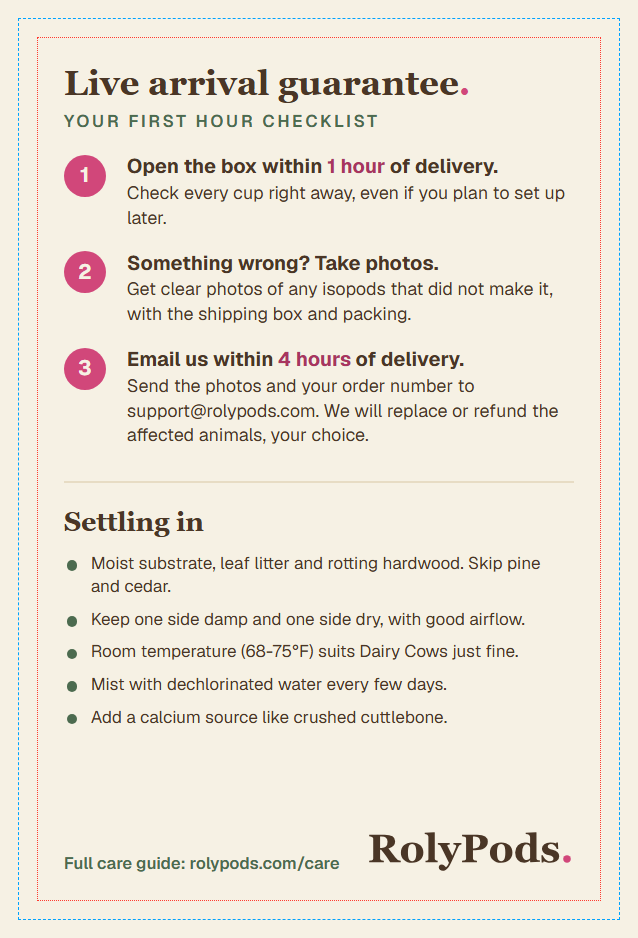 Live arrival guarantee.
YOUR FIRST HOUR CHECKLIST
1
Open the box within 1 hour of delivery.
Check every cup right away, even if you plan to set up
later.
2
Something wrong? Take photos.
Get clear photos of any isopods that did not make it,
with the shipping box and packing.
3
Email us within 4 hours of delivery.
Send the photos and your order number to
support@rolypods.com. We will replace or refund the
affected animals, your choice.
Settling in
Moist substrate, leaf litter and rotting hardwood. Skip pine
and cedar.
Keep one side damp and one side dry, with good airflow.
Room temperature (68-75°F) suits Dairy Cows just fine.
Mist with dechlorinated water every few days.
Add a calcium source like crushed cuttlebone.
Full care guide: rolypods.com/care
RolyPods.